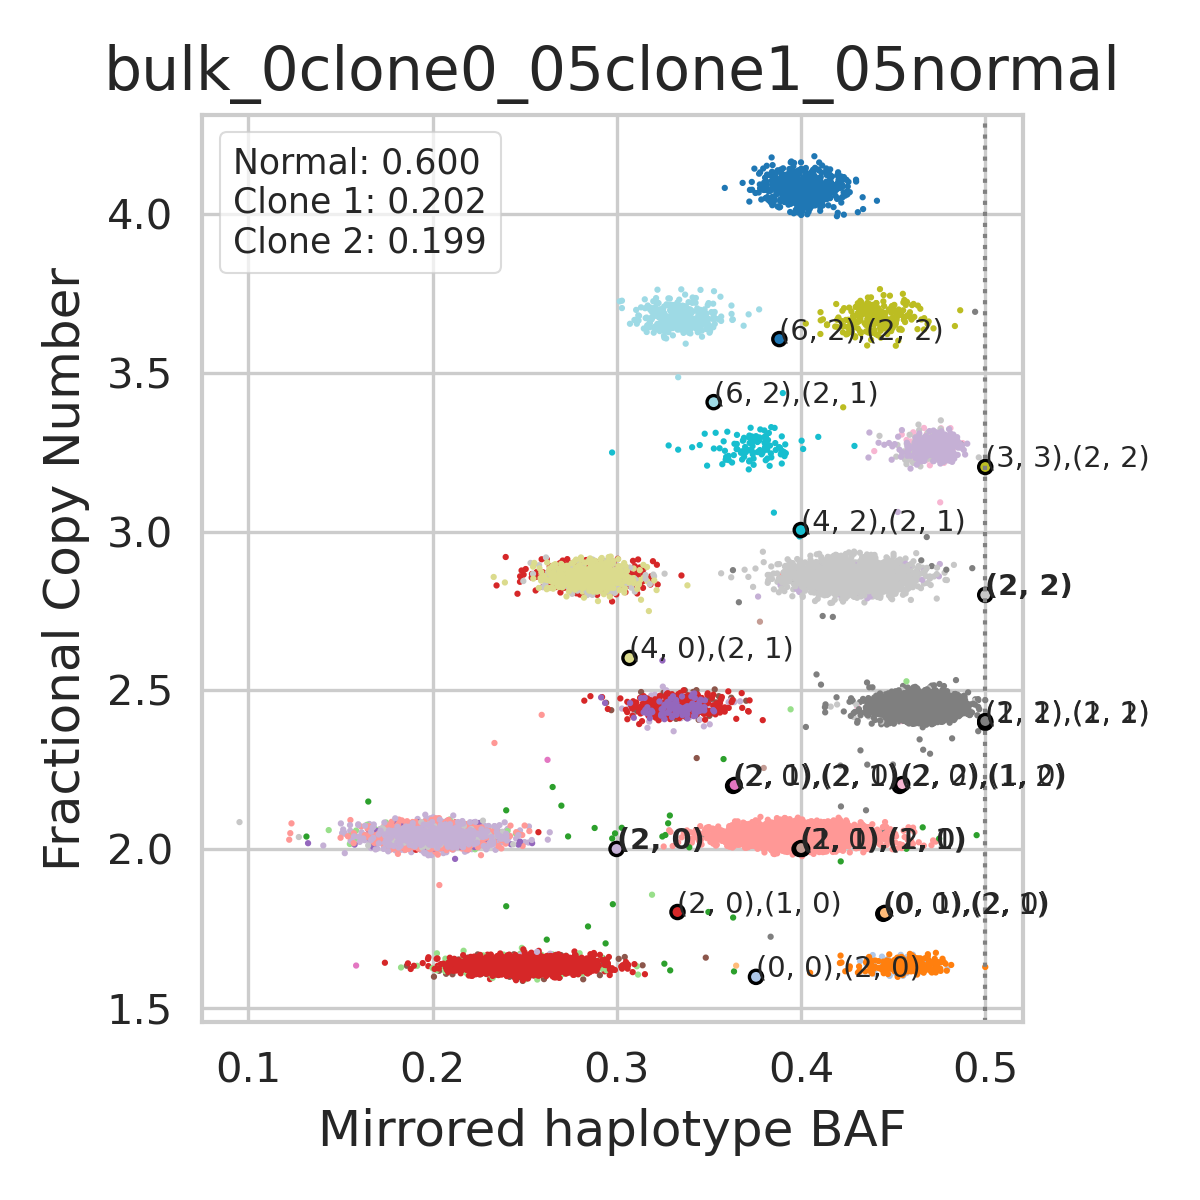 bulk_0clone0_05clone1_05normal
Normal: 0.600
Clone 1: 0.202
Clone 2: 0.199
4.0
3.5
3.0
2.5
2.0
1.5
Fractional Copy Number
(6, 2),(2, 2)
(6, 2),(2, 1)
(3, 3),(2, 2)
(4, 2),(2, 1)
(2, 2)
(4, 0),(2, 1)
(2, 0)
(2, 0),(1, 0)
(0, 0),(2, 0)
0.1
0.2
0.3
0.4
0.5
Mirrored haplotype BAF